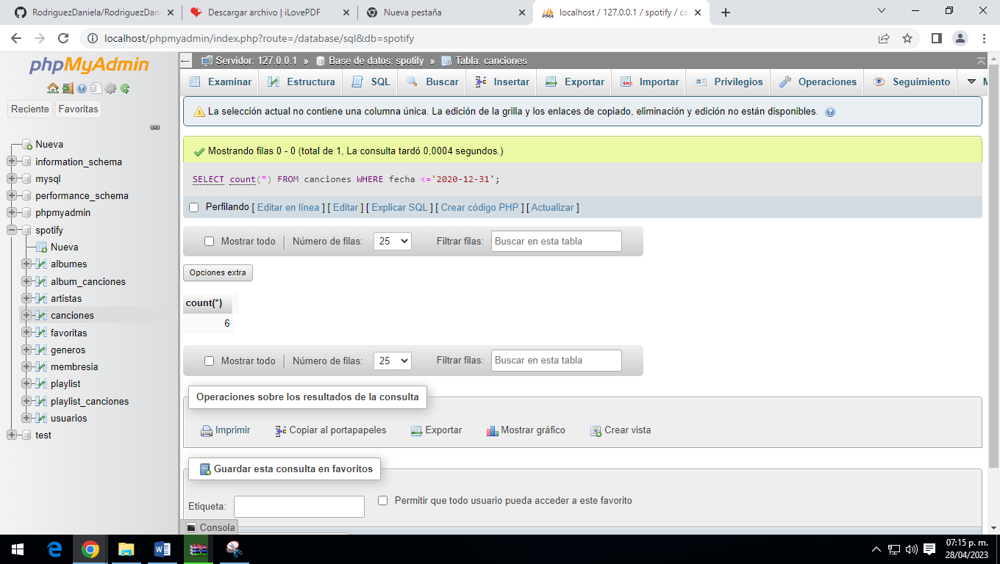 RodriguezDaniela/RodriguezDani
Descargar archivo | iLovePDF
Nueva pestaña
localhost / 127.0.0.1 / spotify / ca
localhost/phpmyadmin/index.php?route=/database/sql&db=spotify
phpMyAdmin
Reciente Favoritas
Nueva
information_schema
mysql
performance_schema
phpmyadmin
spotify
Nueva
albumes
album_canciones
artistas
canciones
favoritas
generos
membresia
playlist
playlist_canciones
usuarios
test
Servidor: 127.0.0.1 » Base de datos: spotify » Tabla: canciones
Examinar Estructura SQL Buscar Insertar Exportar Importar Privilegios Operaciones Seguimiento M
La selección actual no contiene una columna única. La edición de la grilla y los enlaces de copiado, eliminación y edición no están disponibles.
Mostrando filas 0 - 0 (total de 1, La consulta tardó 0,0004 segundos.)
SELECT count(*) FROM canciones WHERE fecha <='2020-12-31';
Perfilando [ Editar en línea ] [ Editar ] [ Explicar SQL ] [ Crear código PHP ] [ Actualizar ]
Mostrar todo Número de filas: 25 Filtrar filas: Buscar en esta tabla
Opciones extra
count(*)
6
Mostrar todo Número de filas: 25 Filtrar filas: Buscar en esta tabla
Operaciones sobre los resultados de la consulta
Imprimir Copiar al portapapeles Exportar Mostrar gráfico Crear vista
Guardar esta consulta en favoritos
Etiqueta: Permitir que todo usuario pueda acceder a este favorito
Consola
07:15 p. m.
28/04/2023